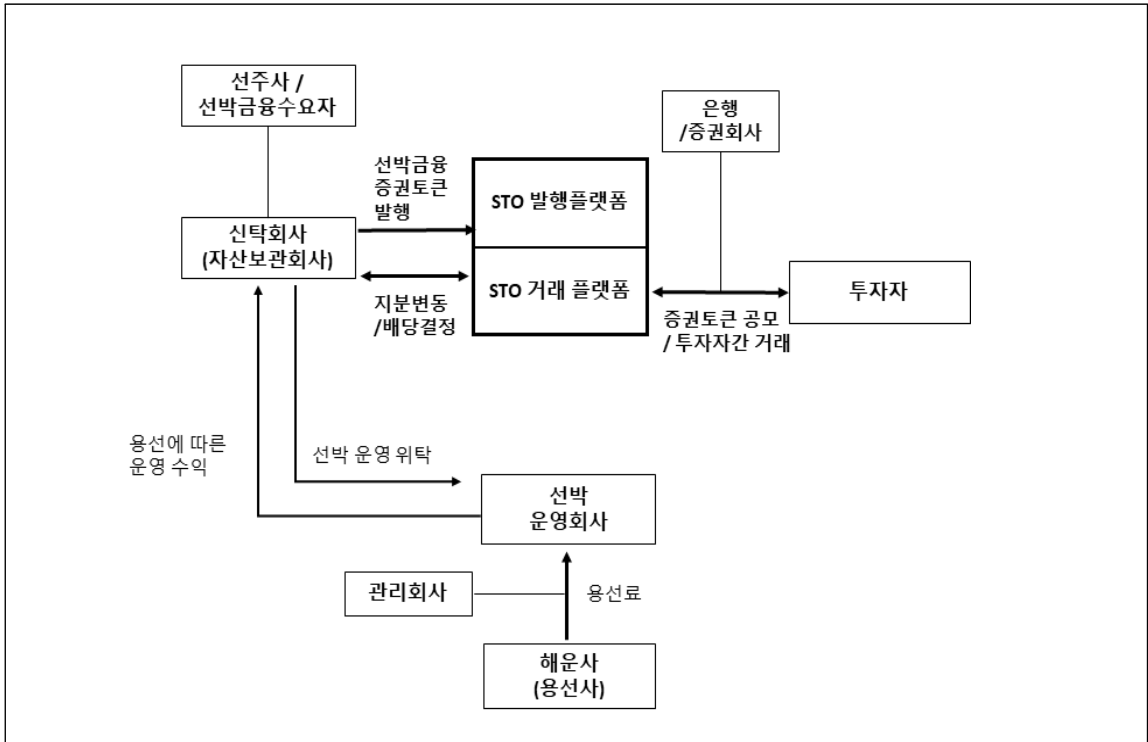 선주사 /
선박금융수요자
은행
/증권회사
선박금융
증권토큰
발행
STO 발행플랫폼
신탁회사
(자산보관회사)
STO 거래 플랫폼
투자자
지분변동
/배당결정
증권토큰 공모
/ 투자자간 거래
용선에 따른
운영 수익
선박 운영 위탁
선박
운영회사
관리회사
용선료
해운사
(용선사)